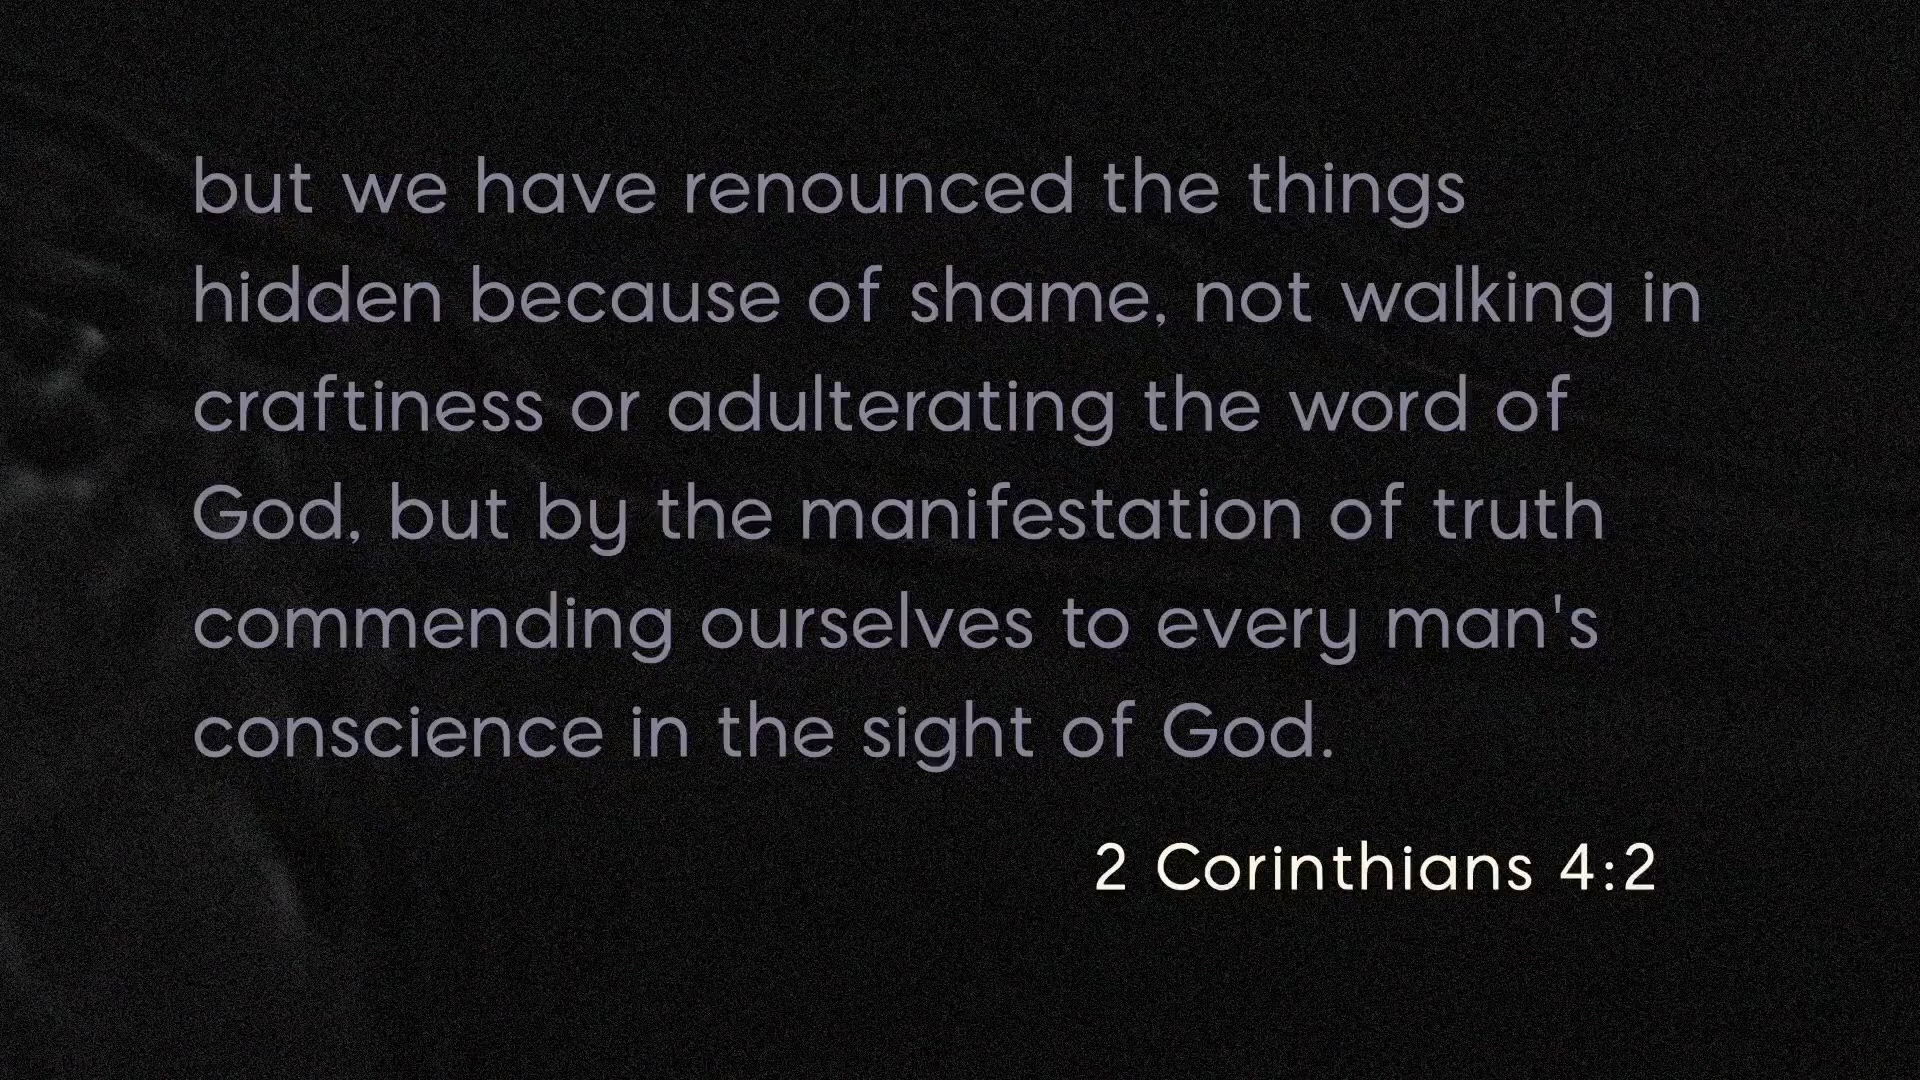 but we have renounced the things
hidden because of shame, not walking in
craftiness or adulterating the word of
God, but by the manifestation of truth
commending ourselves to every man's
conscience in the sight of God.
2 Corinthians 4:2